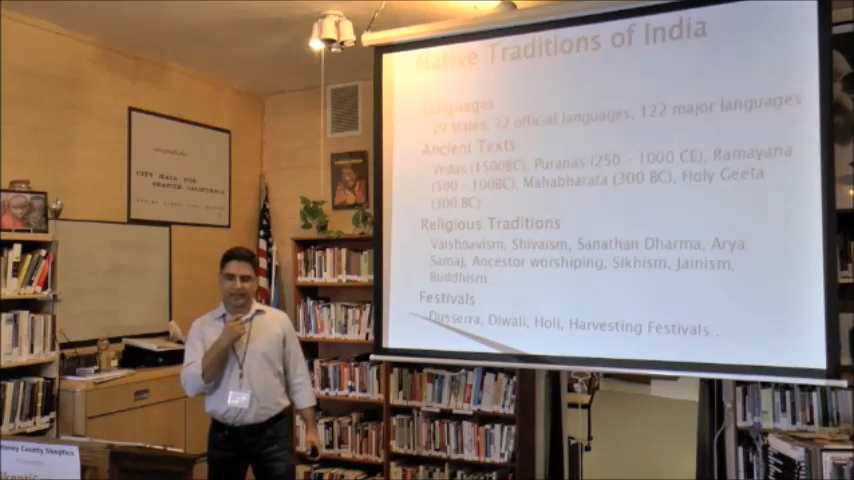 Native Traditions of India
Languages
29 States, 22 official languages, 122 major languages
Ancient Texts
Vedas (1500BC), Puranas (250 - 1000 CE), Ramayana
(500 - 100BC), Mahabharata (300 BC), Holy Geeta
(300 BC)
Religious Traditions
Vaishnavism, Shivaism, Sanathan Dharma, Arya
Samaj, Ancestor worshiping, Sikhism, Jainism,
Buddhism
Festivals
Dusserra, Diwali, Holi, Harvesting Festivals...
CITY HALL FOR
SEASIDE CALIFORNIA
County Skeptics